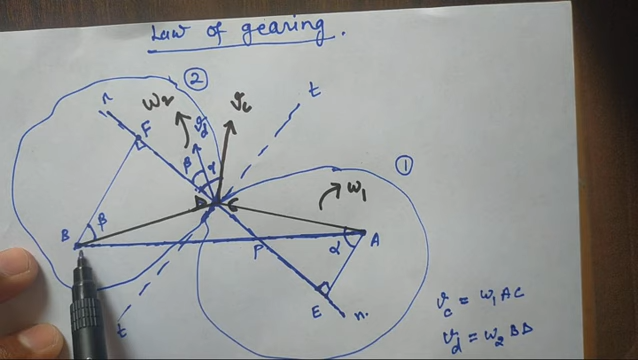 Law of gearing.
②
n
t
ω2
Vc
Vd
F
β
α
①
D
C
ω1
B
β
A
α
P
E
n.
t
Vc = ω1 AC
Vd = ω2 BD